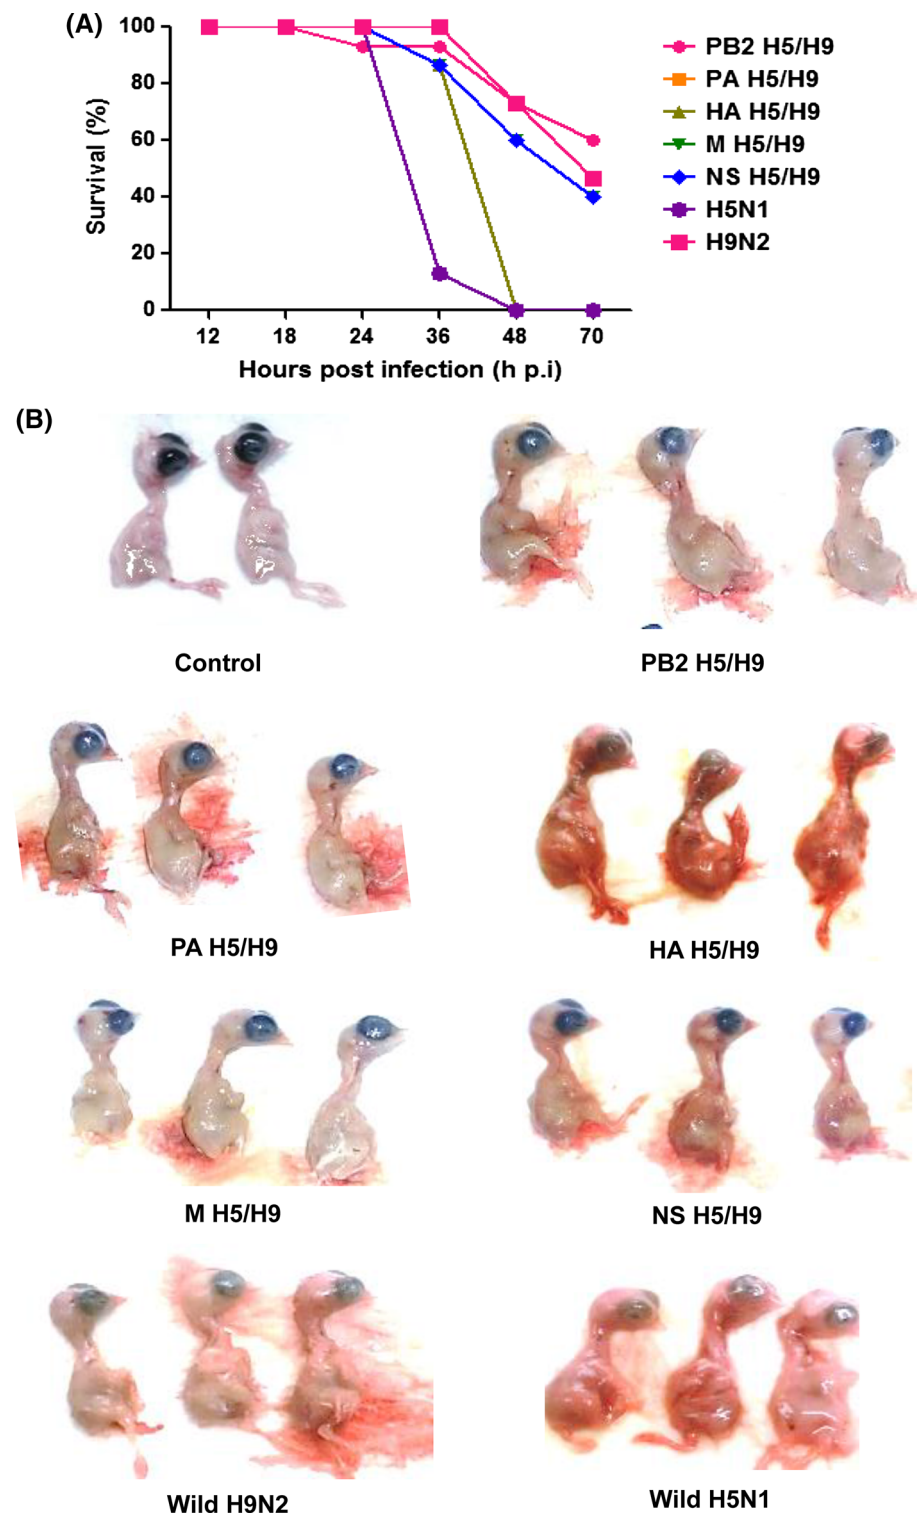 (A)
100
80
60
40
20
0
Survival (%)
12 18 24 36 48 70
Hours post infection (h p.i)
PB2 H5/H9
PA H5/H9
HA H5/H9
M H5/H9
NS H5/H9
H5N1
H9N2
(B)
Control
PB2 H5/H9
PA H5/H9
HA H5/H9
M H5/H9
NS H5/H9
Wild H9N2
Wild H5N1